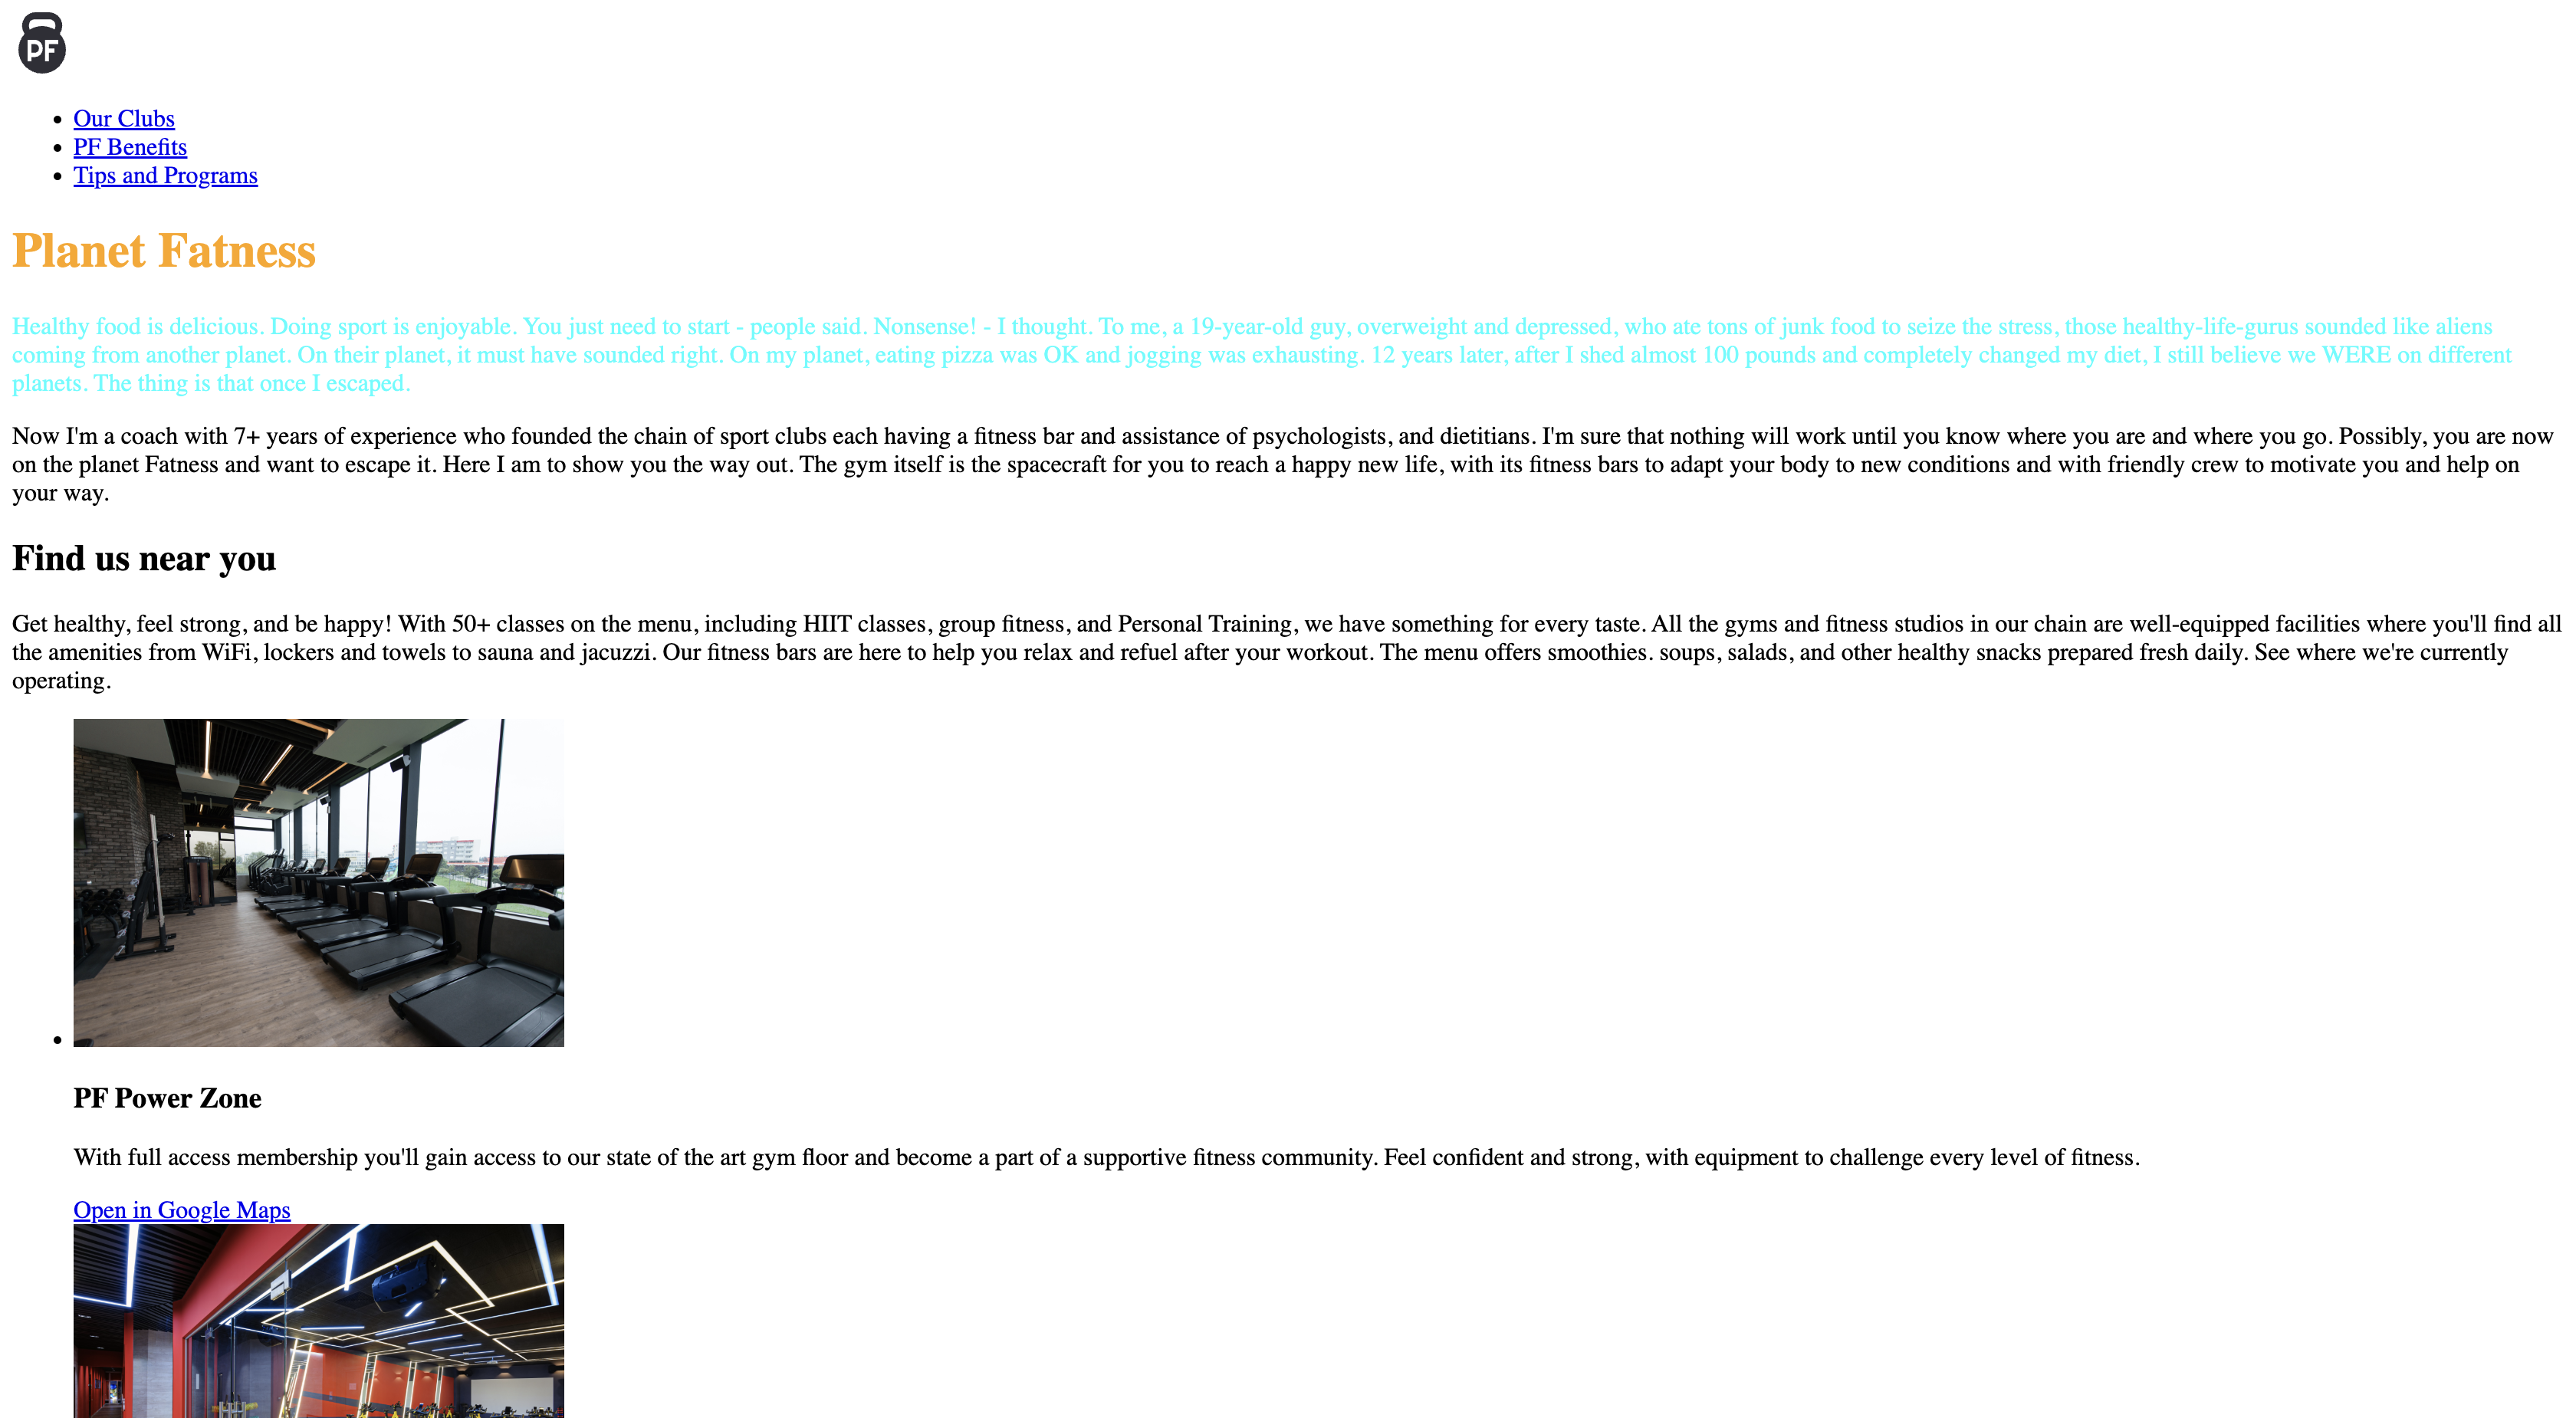 PF
Our Clubs
PF Benefits
Tips and Programs
Planet Fatness
Healthy food is delicious. Doing sport is enjoyable. You just need to start - people said. Nonsense! - I thought. To me, a 19-year-old guy, overweight and depressed, who ate tons of junk food to seize the stress, those healthy-life-gurus sounded like aliens
coming from another planet. On their planet, it must have sounded right. On my planet, eating pizza was OK and jogging was exhausting. 12 years later, after I shed almost 100 pounds and completely changed my diet, I still believe we WERE on different
planets. The thing is that once I escaped.
Now I'm a coach with 7+ years of experience who founded the chain of sport clubs each having a fitness bar and assistance of psychologists, and dietitians. I'm sure that nothing will work until you know where you are and where you go. Possibly, you are now
on the planet Fatness and want to escape it. Here I am to show you the way out. The gym itself is the spacecraft for you to reach a happy new life, with its fitness bars to adapt your body to new conditions and with friendly crew to motivate you and help on
your way.
Find us near you
Get healthy, feel strong, and be happy! With 50+ classes on the menu, including HIIT classes, group fitness, and Personal Training, we have something for every taste. All the gyms and fitness studios in our chain are well-equipped facilities where you'll find all
the amenities from WiFi, lockers and towels to sauna and jacuzzi. Our fitness bars are here to help you relax and refuel after your workout. The menu offers smoothies. soups, salads, and other healthy snacks prepared fresh daily. See where we're currently
operating.
PF Power Zone
With full access membership you'll gain access to our state of the art gym floor and become a part of a supportive fitness community. Feel confident and strong, with equipment to challenge every level of fitness.
Open in Google Maps